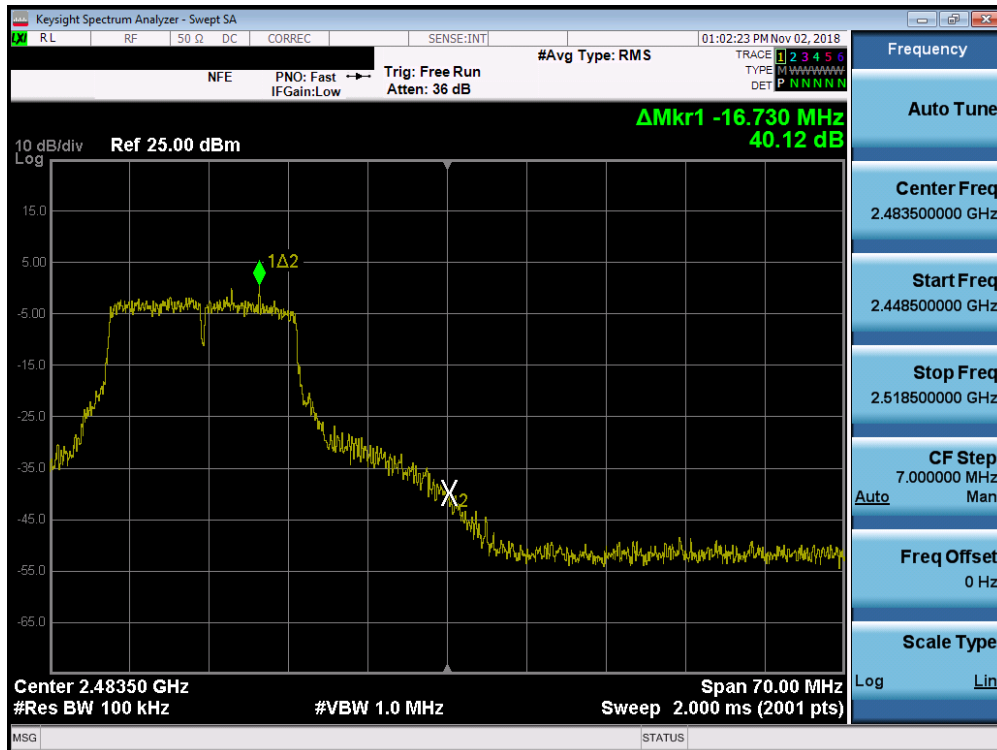 Keysight Spectrum Analyzer - Swept SA
LXI RL RF 50 Ω DC CORREC SENSE:INT 01:02:23 PM Nov 02, 2018
#Avg Type: RMS TRACE 1 2 3 4 5 6
NFE PNO: Fast Trig: Free Run TYPE M WWWWW
IFGain:Low Atten: 36 dB DET P N N N N N
ΔMkr1 -16.730 MHz
40.12 dB
10 dB/div Ref 25.00 dBm
Log
15.0
5.00
1Δ2
-5.00
-15.0
-25.0
-35.0
2
-45.0
-55.0
-65.0
Center 2.48350 GHz Span 70.00 MHz
#Res BW 100 kHz #VBW 1.0 MHz Sweep 2.000 ms (2001 pts)
MSG STATUS
Frequency
Auto Tune
Center Freq
2.483500000 GHz
Start Freq
2.448500000 GHz
Stop Freq
2.518500000 GHz
CF Step
7.000000 MHz
Auto Man
Freq Offset
0 Hz
Scale Type
Log Lin